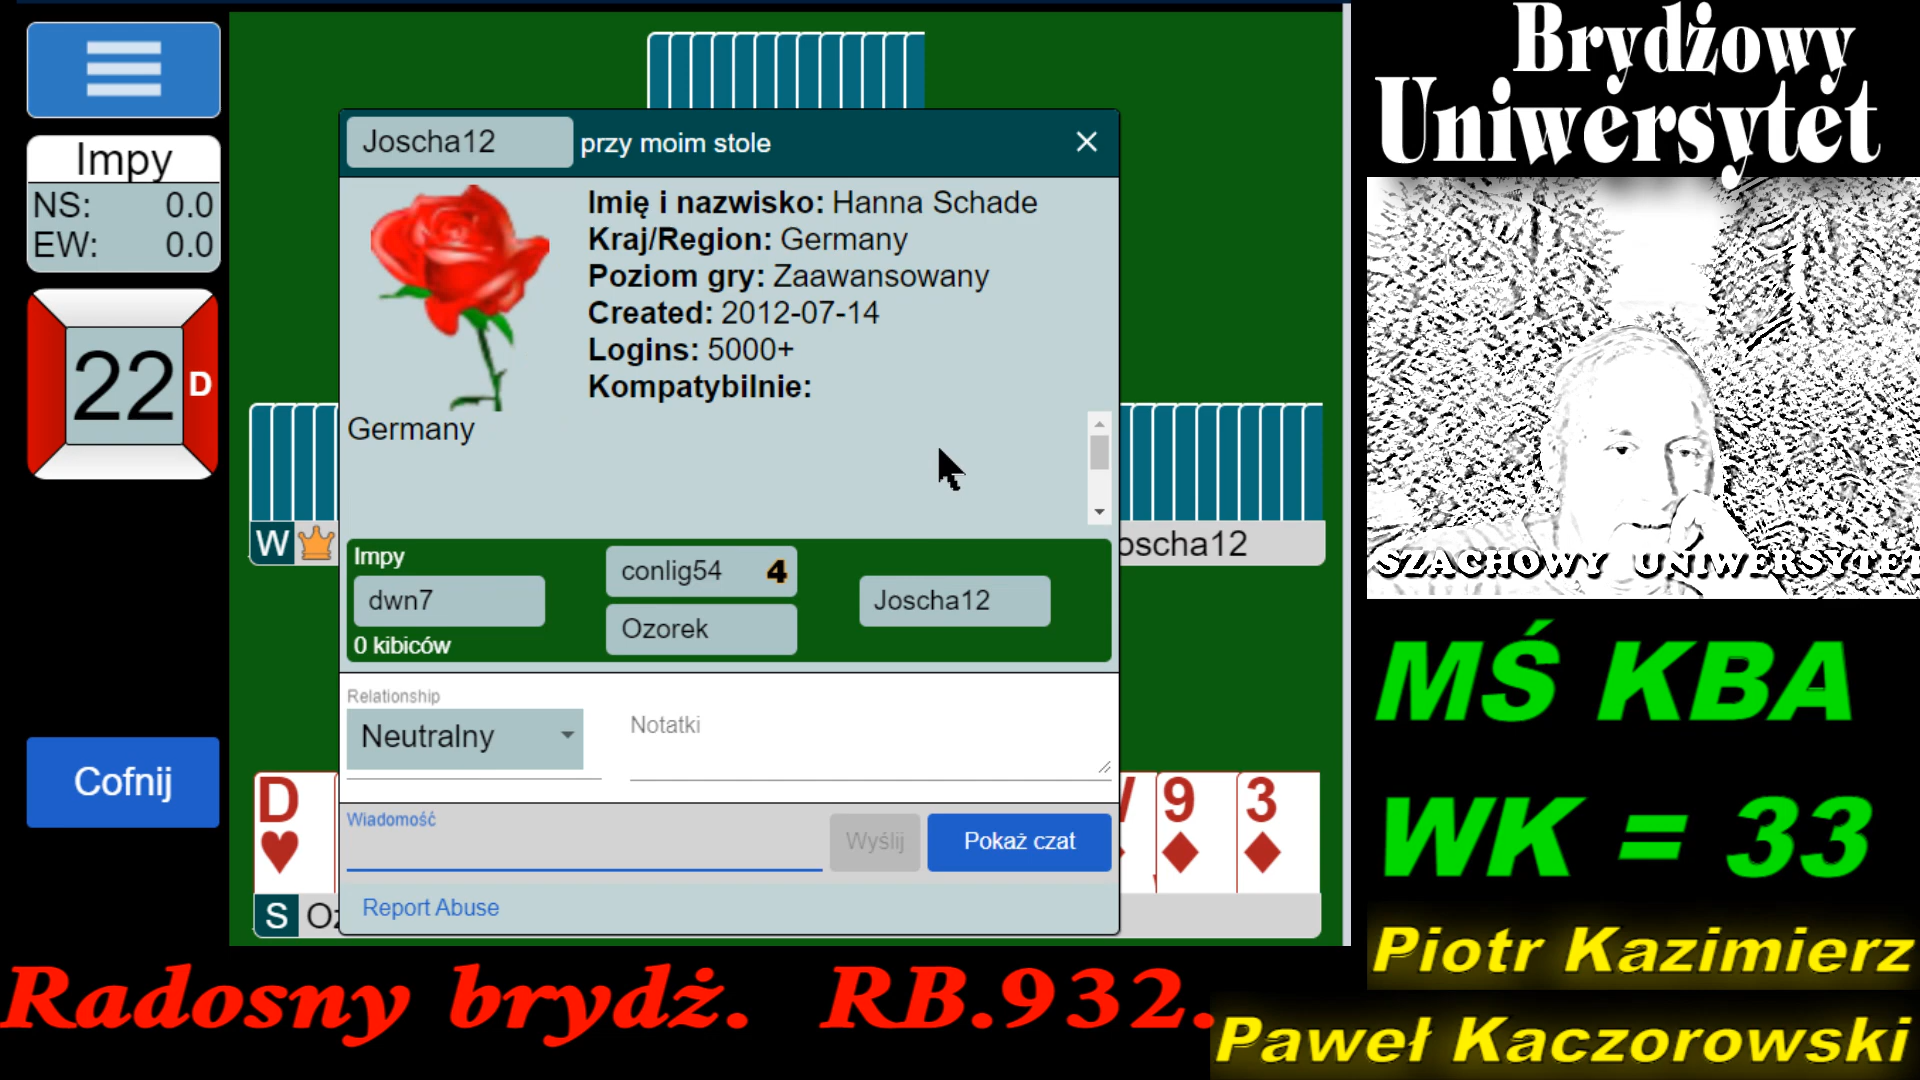 Impy
NS: 0.0
EW: 0.0
22 D
Cofnij
Joscha12 przy moim stole
Imię i nazwisko: Hanna Schade
Kraj/Region: Germany
Poziom gry: Zaawansowany
Created: 2012-07-14
Logins: 5000+
Kompatybilnie:
Germany
W
oscha12
Impy
conlig54 4
dwn7
Joscha12
Ozorek
0 kibiców
Relationship
Neutralny
Notatki
Wiadomość
Wyślij
Pokaż czat
Report Abuse
D
9
3
S
Brydżowy
Uniwersytet
SZACHOWY UNIWERSYTET
MŚ KBA
WK = 33
Piotr Kazimierz
Paweł Kaczorowski
Radosny brydż. RB.932.